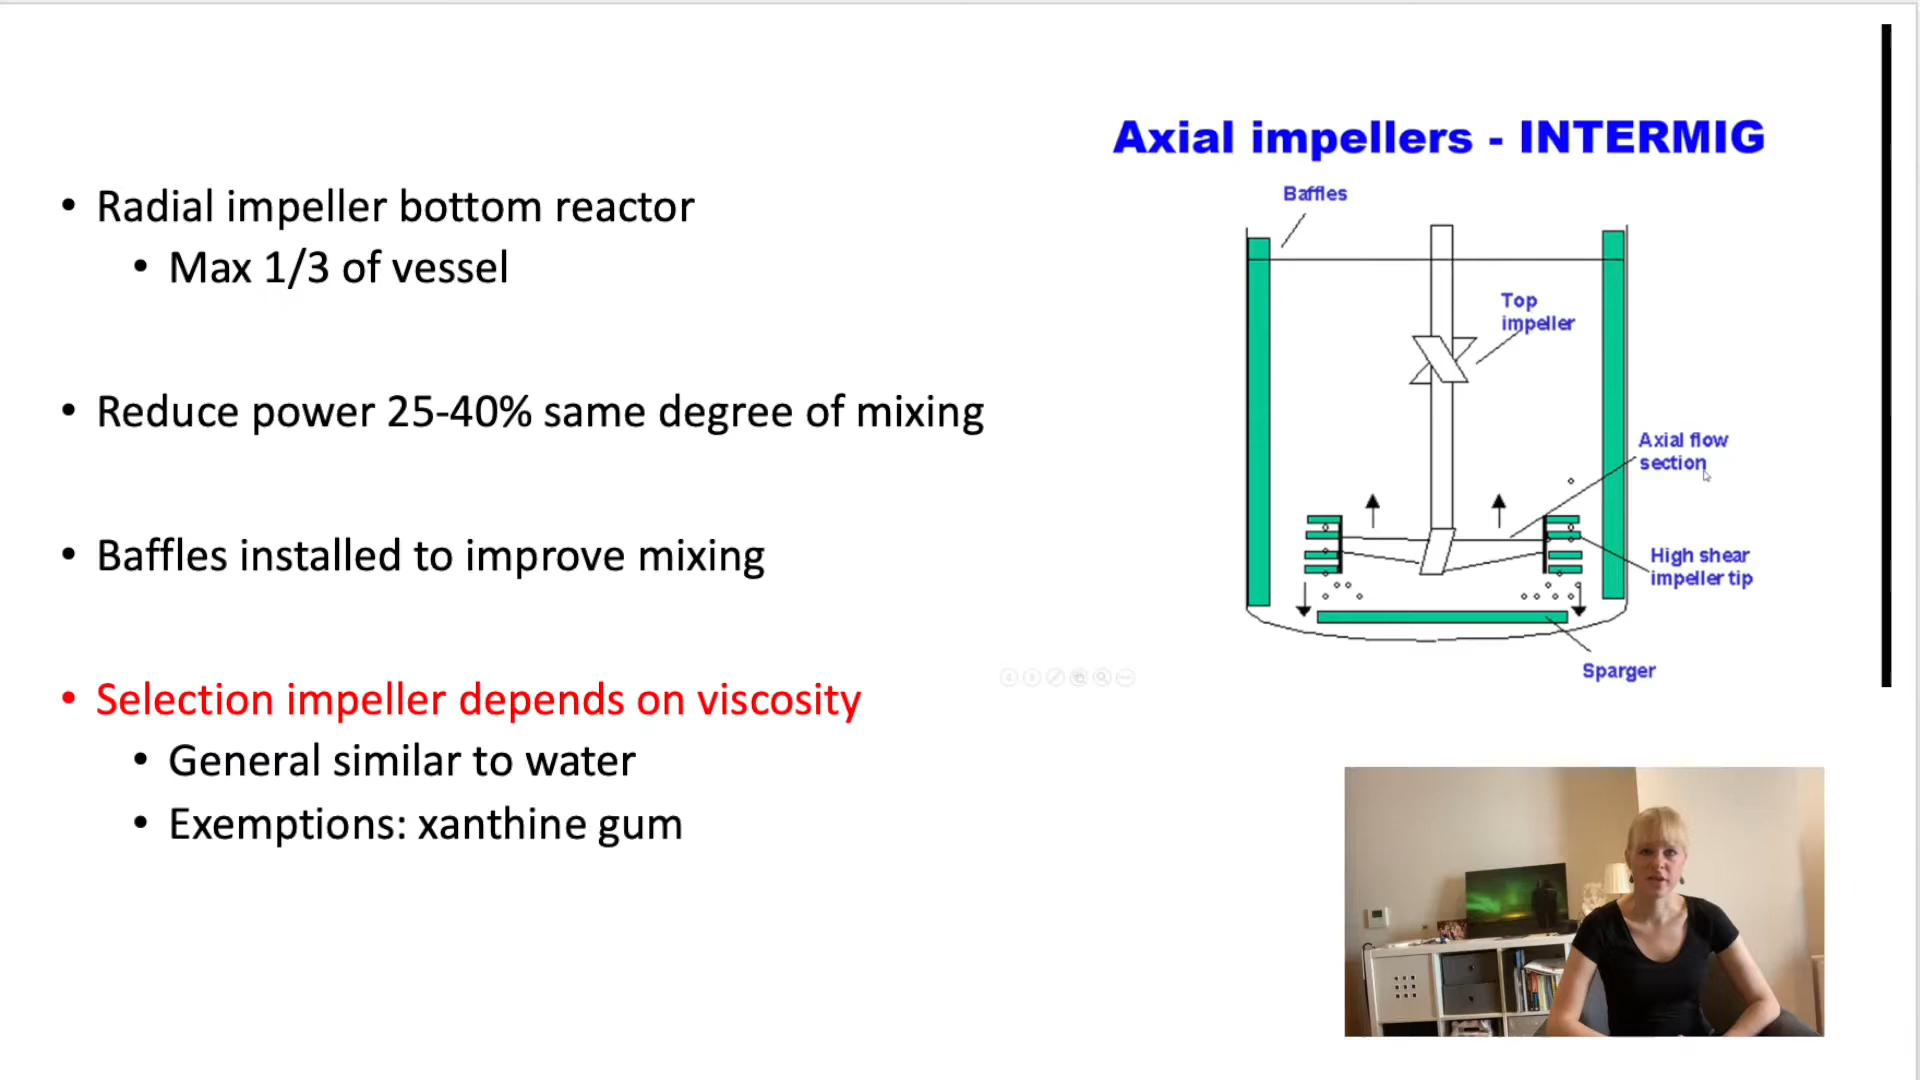 • Radial impeller bottom reactor
• Max 1/3 of vessel
• Reduce power 25-40% same degree of mixing
• Baffles installed to improve mixing
• Selection impeller depends on viscosity
• General similar to water
• Exemptions: xanthine gum
Axial impellers - INTERMIG
Baffles
Top
impeller
Axial flow
section
High shear
impeller tip
Sparger